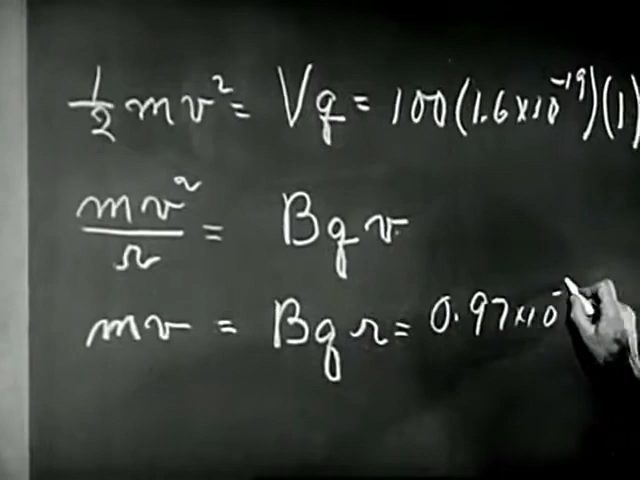 ½mv² = Vq = 100(1.6×10⁻¹⁹)(1
mv²/r = Bqv
mv = Bqr = 0.97×10⁻